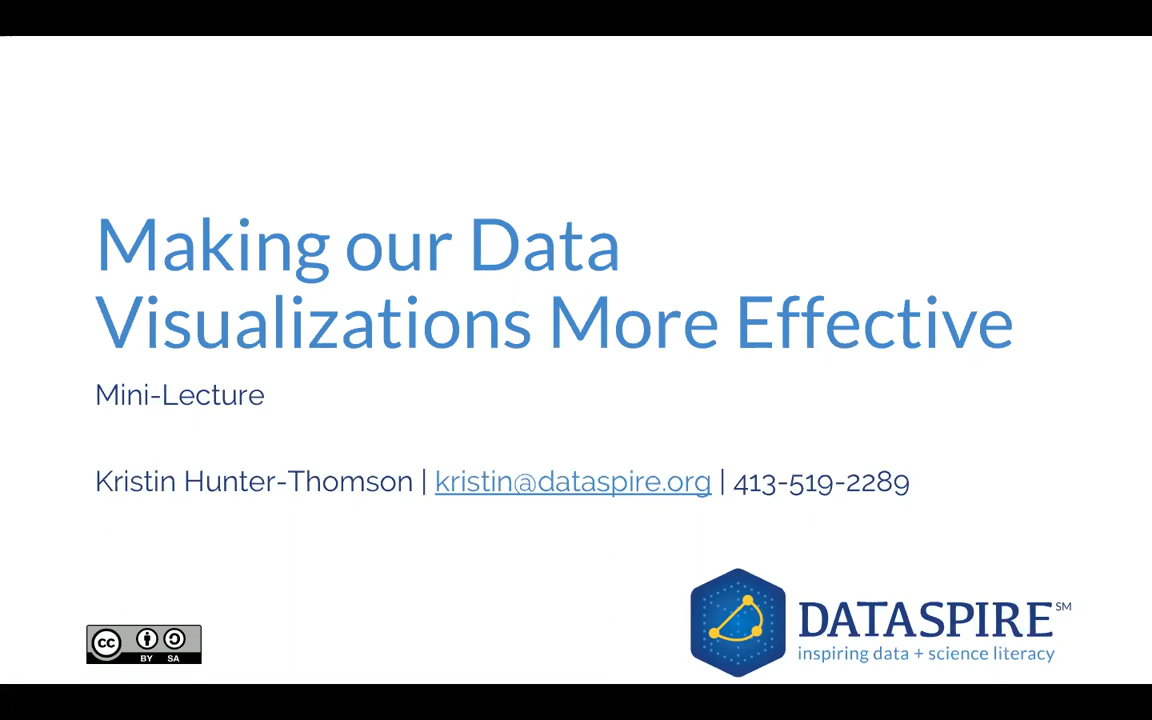 Making our Data
Visualizations More Effective
Mini-Lecture
Kristin Hunter-Thomson | kristin@dataspire.org | 413-519-2289
DATASPIRE SM
inspiring data + science literacy
cc
BY SA